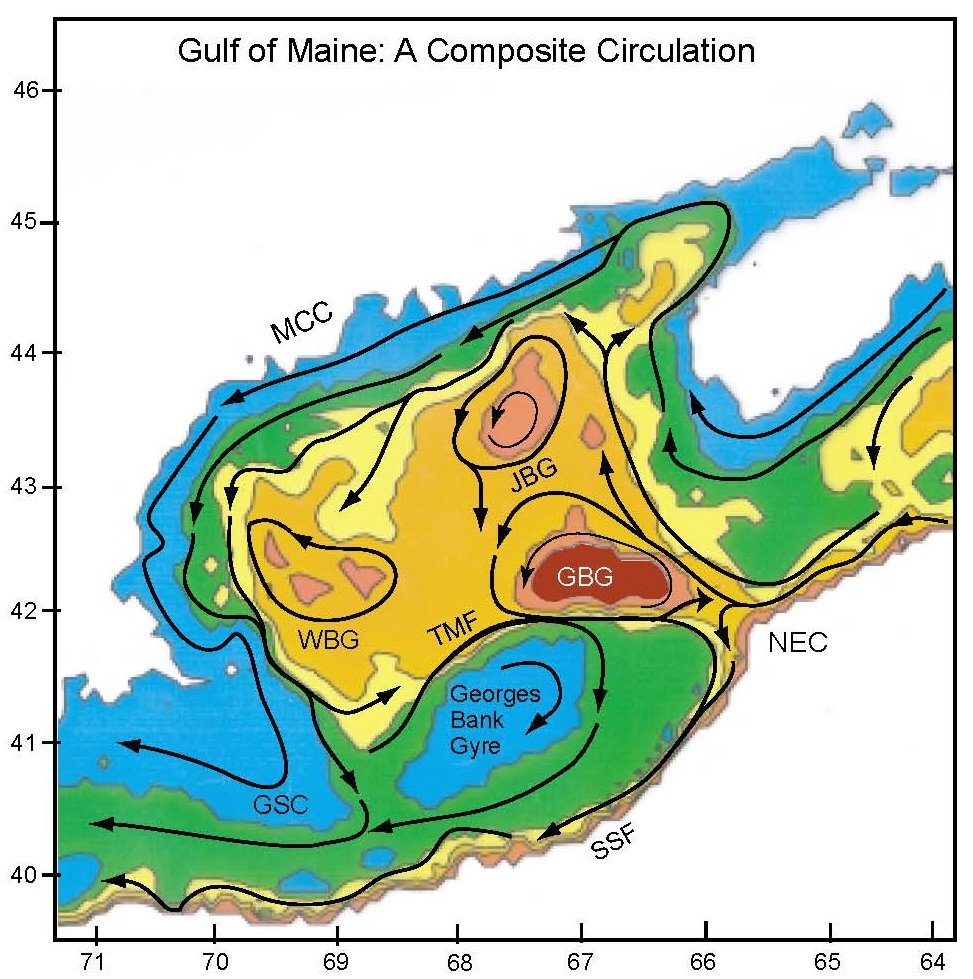 Gulf of Maine: A Composite Circulation
46
45
MCC
44
43
JBG
GBG
42
WBG
TMF
NEC
Georges
Bank
Gyre
41
GSC
SSF
40
71
70
69
68
67
66
65
64